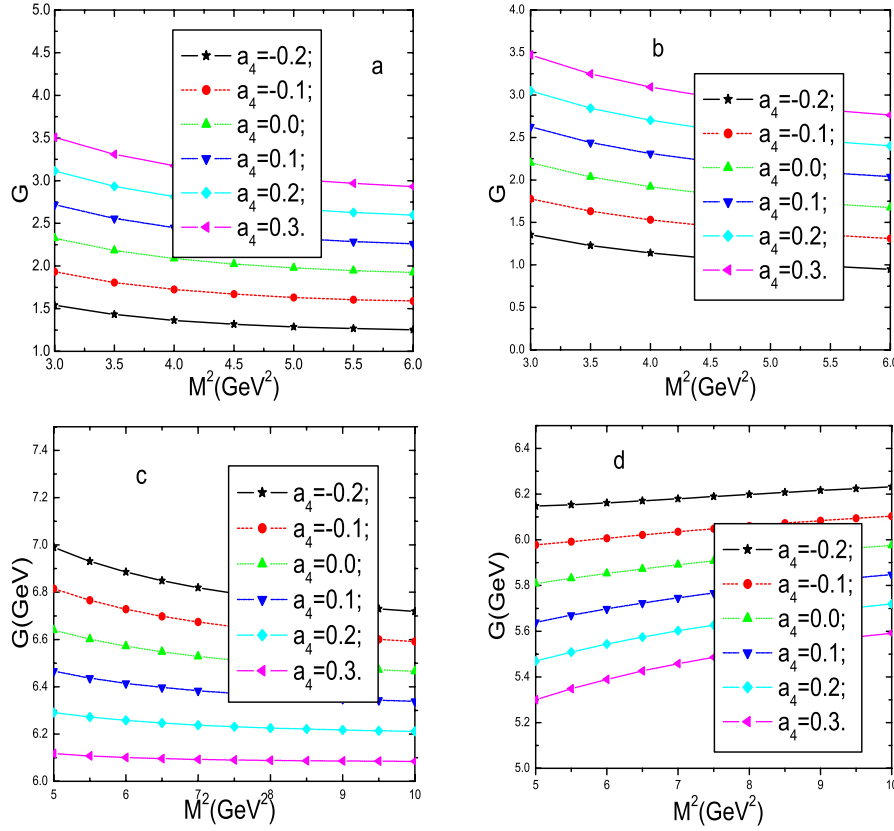 a
G
5.0
4.5
4.0
3.5
3.0
2.5
2.0
1.5
1.0
a₄=-0.2;
a₄=-0.1;
a₄=0.0;
a₄=0.1;
a₄=0.2;
a₄=0.3.
3.0 3.5 4.0 4.5 5.0 5.5 6.0
M²(GeV²)
b
G
4.0
3.5
3.0
2.5
2.0
1.5
1.0
0.5
0.0
a₄=-0.2;
a₄=-0.1;
a₄=0.0;
a₄=0.1;
a₄=0.2;
a₄=0.3.
3.0 3.5 4.0 4.5 5.0 5.5 6.0
M²(GeV²)
c
G(GeV)
7.4
7.2
7.0
6.8
6.6
6.4
6.2
6.0
a₄=-0.2;
a₄=-0.1;
a₄=0.0;
a₄=0.1;
a₄=0.2;
a₄=0.3.
5 6 7 8 9 10
M²(GeV²)
d
G(GeV)
6.4
6.2
6.0
5.8
5.6
5.4
5.2
5.0
a₄=-0.2;
a₄=-0.1;
a₄=0.0;
a₄=0.1;
a₄=0.2;
a₄=0.3.
5 6 7 8 9 10
M²(GeV²)